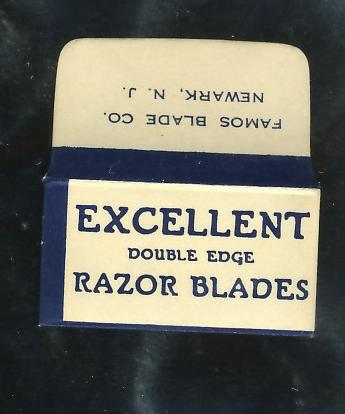 FAMOS BLADE CO.
NEWARK, N. J.
EXCELLENT
DOUBLE EDGE
RAZOR BLADES